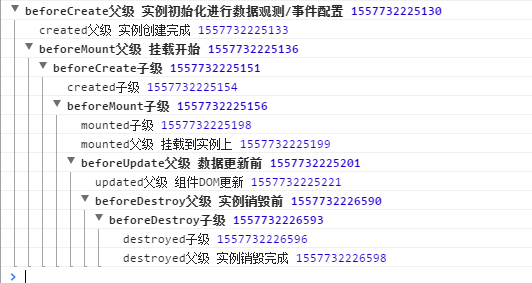 beforeCreate父级 实例初始化进行数据观测/事件配置 1557732225130
created父级 实例创建完成 1557732225133
beforeMount父级 挂载开始 1557732225136
beforeCreate子级 1557732225151
created子级 1557732225154
beforeMount子级 1557732225156
mounted子级 1557732225198
mounted父级 挂载到实例上 1557732225199
beforeUpdate父级 数据更新前 1557732225201
updated父级 组件DOM更新 1557732225221
beforeDestroy父级 实例销毁前 1557732226590
beforeDestroy子级 1557732226593
destroyed子级 1557732226596
destroyed父级 实例销毁完成 1557732226598